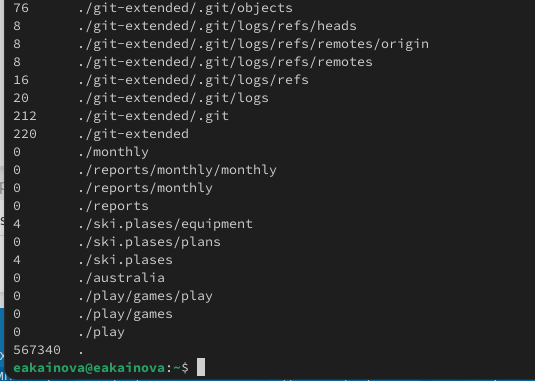 76 ./git-extended/.git/objects
8 ./git-extended/.git/logs/refs/heads
8 ./git-extended/.git/logs/refs/remotes/origin
8 ./git-extended/.git/logs/refs/remotes
16 ./git-extended/.git/logs/refs
20 ./git-extended/.git/logs
212 ./git-extended/.git
220 ./git-extended
0 ./monthly
0 ./reports/monthly/monthly
0 ./reports/monthly
0 ./reports
4 ./ski.plases/equipment
0 ./ski.plases/plans
4 ./ski.plases
0 ./australia
0 ./play/games/play
0 ./play/games
0 ./play
567340 .
eakainova@eakainova:~$